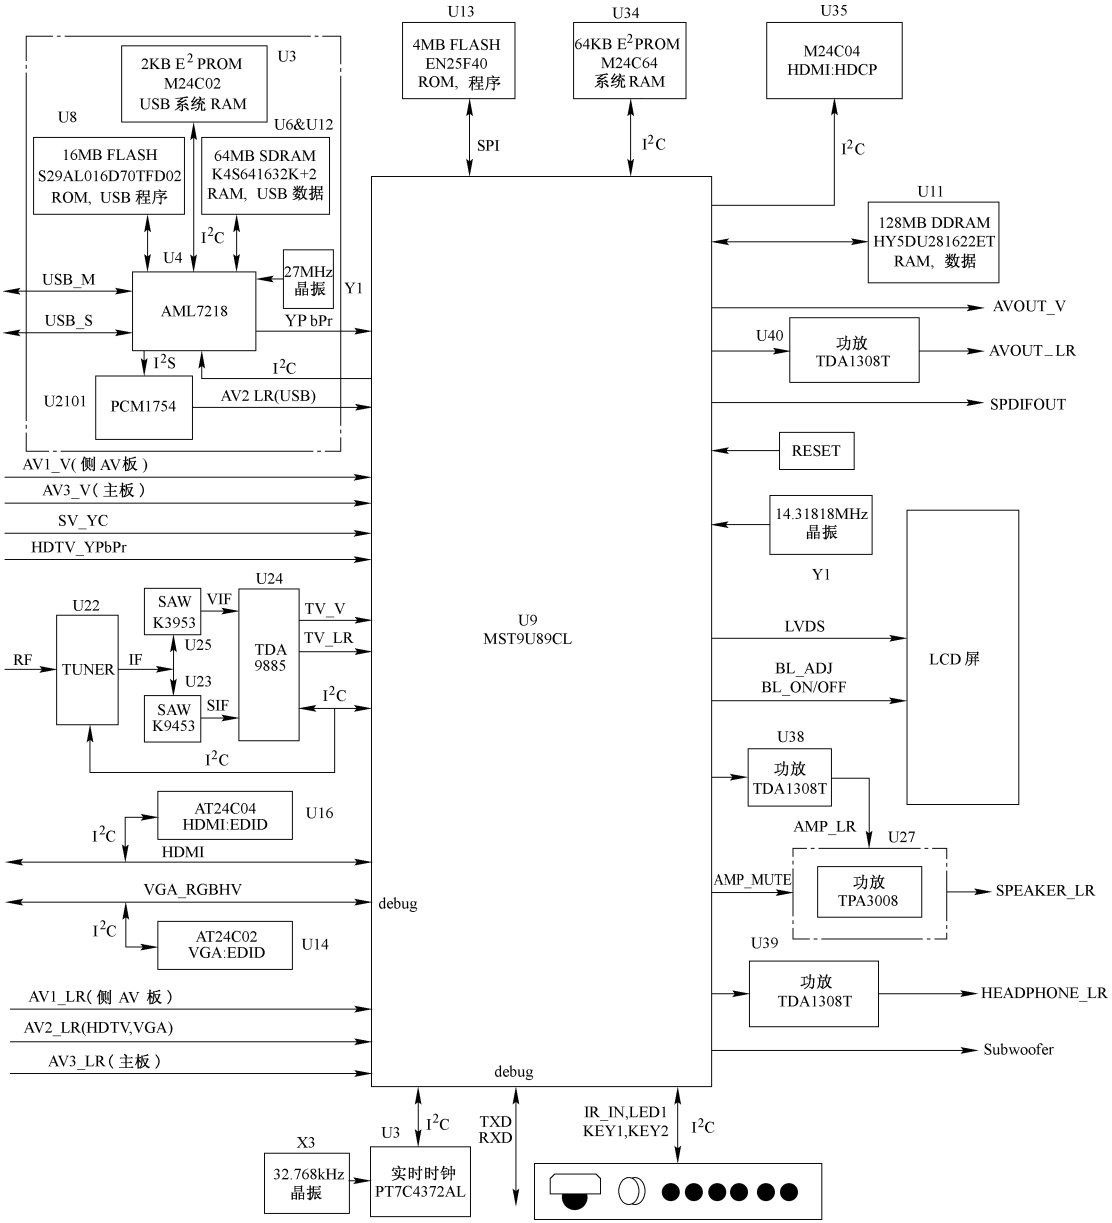 U13
4MB FLASH
EN25F40
ROM, 程序
SPI
U34
64KB E²PROM
M24C64
系统 RAM
I²C
U35
M24C04
HDMI:HDCP
I²C
U3
2KB E²PROM
M24C02
USB 系统 RAM
U8
16MB FLASH
S29AL016D70TFD02
ROM, USB 程序
U6&U12
64MB SDRAM
K4S641632K+2
RAM, USB 数据
I²C
U4
AML7218
27MHz
晶振
Y1
USB_M
USB_S
YP bPr
I²S
I²C
U2101
PCM1754
AV2 LR(USB)
U11
128MB DDRAM
HY5DU281622ET
RAM, 数据
AVOUT_V
U40
功放
TDA1308T
AVOUT_LR
SPDIFOUT
RESET
14.31818MHz
晶振
Y1
AV1_V(侧 AV板)
AV3_V(主板)
SV_YC
HDTV_YPbPr
U22
TUNER
RF
IF
SAW
K3953
U25
VIF
U23
SAW
K9453
SIF
U24
TDA
9885
TV_V
TV_LR
I²C
I²C
U9
MST9U89CL
LVDS
BL_ADJ
BL_ON/OFF
LCD 屏
U38
功放
TDA1308T
AMP_LR
U27
AMP_MUTE
功放
TPA3008
SPEAKER_LR
U39
功放
TDA1308T
HEADPHONE_LR
Subwoofer
AT24C04
HDMI:EDID
U16
I²C
HDMI
VGA_RGBHV
debug
I²C
AT24C02
VGA:EDID
U14
AV1_LR(侧 AV 板)
AV2_LR(HDTV,VGA)
AV3_LR(主板)
debug
I²C
U3
实时时钟
PT7C4372AL
X3
32.768kHz
晶振
TXD
RXD
IR_IN,LED1
KEY1,KEY2
I²C